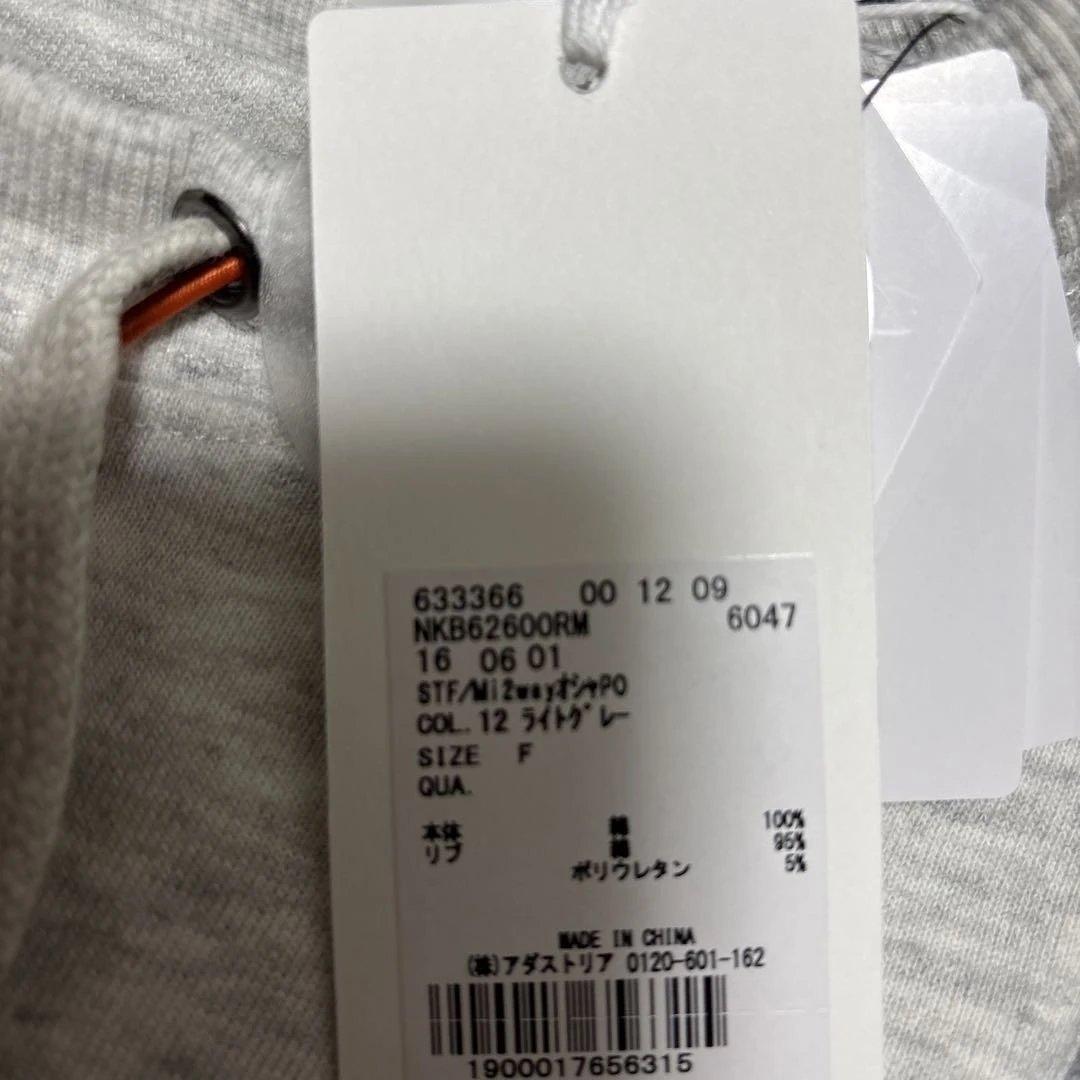 633366 00 12 09
NKB62600RM 6047
16 06 01
STF/Mi2wayオシャPO
COL. 12 ライトグレー
SIZE F
QUA.
本体 綿 100%
リブ 綿 95%
ポリウレタン 5%
MADE IN CHINA
(株)アダストリア 0120-601-162
1900017656315